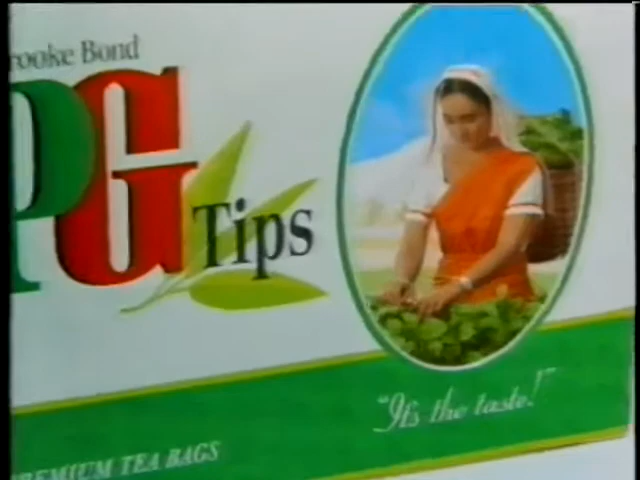 rooke Bond
PG
Tips
"It's the taste!"
PREMIUM TEA BAGS